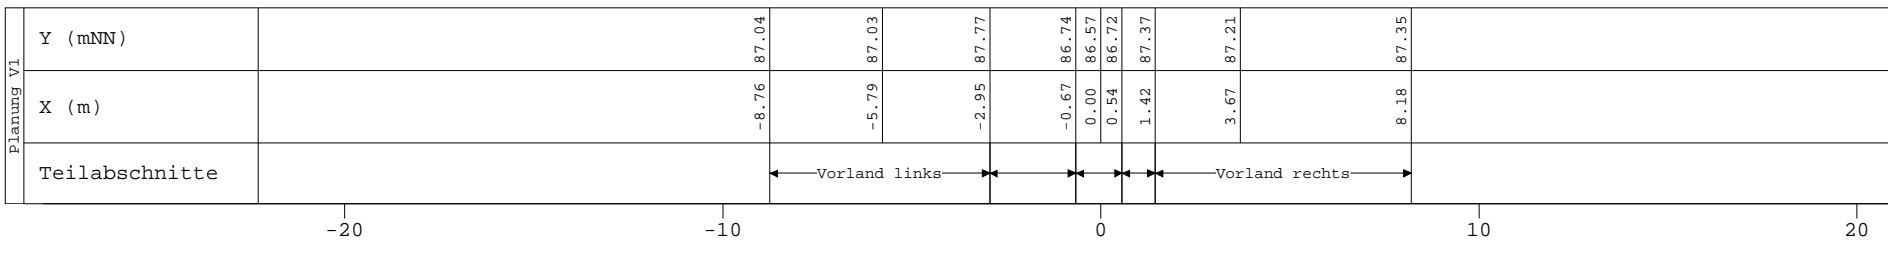 Planung V1
Y (mNN) 87.04 87.03 87.77 86.74 86.57 86.72 87.37 87.21 87.35
X (m) -8.76 -5.79 -2.95 -0.67 0.00 0.54 1.42 3.67 8.18
Teilabschnitte Vorland links Vorland rechts
-20 -10 0 10 20